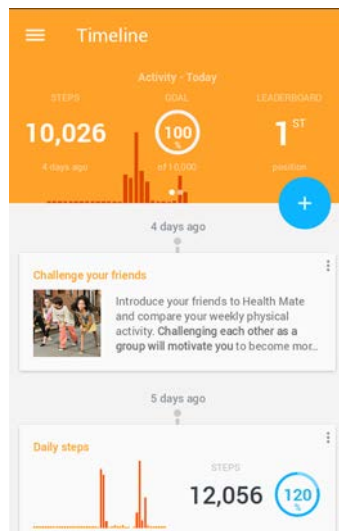 Timeline
Activity - Today
STEPS GOAL LEADERBOARD
10,026 100 % 1 ST
4 days ago of 10,000 position
+
4 days ago
Challenge your friends
Introduce your friends to Health Mate
and compare your weekly physical
activity. Challenging each other as a
group will motivate you to become mor...
5 days ago
Daily steps
STEPS
12,056 120 %